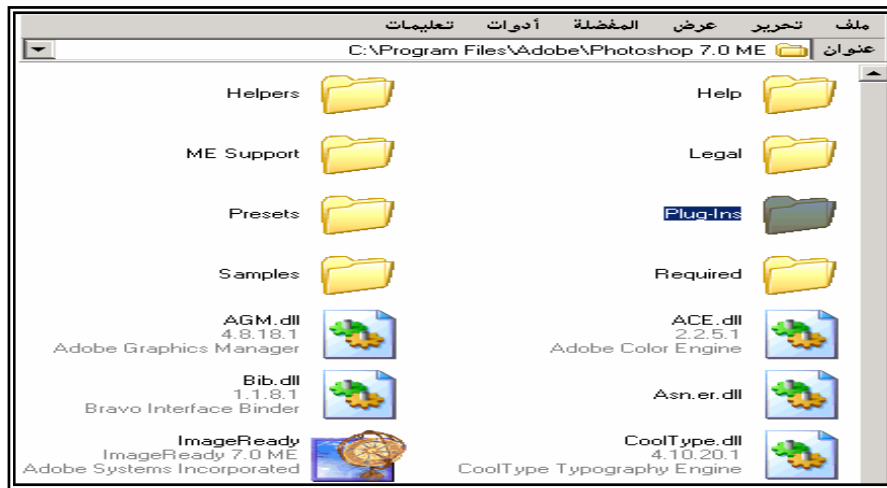 ملف تحرير عرض المفضلة أدوات تعليمات
عنوان C:\Program Files\Adobe\Photoshop 7.0 ME
Help
Helpers
Legal
ME Support
Plug-Ins
Presets
Required
Samples
ACE.dll
2.2.5.1
Adobe Color Engine
AGM.dll
4.8.18.1
Adobe Graphics Manager
Asn.er.dll
Bib.dll
1.1.8.1
Bravo Interface Binder
CoolType.dll
4.10.20.1
CoolType Typography Engine
ImageReady
ImageReady 7.0 ME
Adobe Systems Incorporated